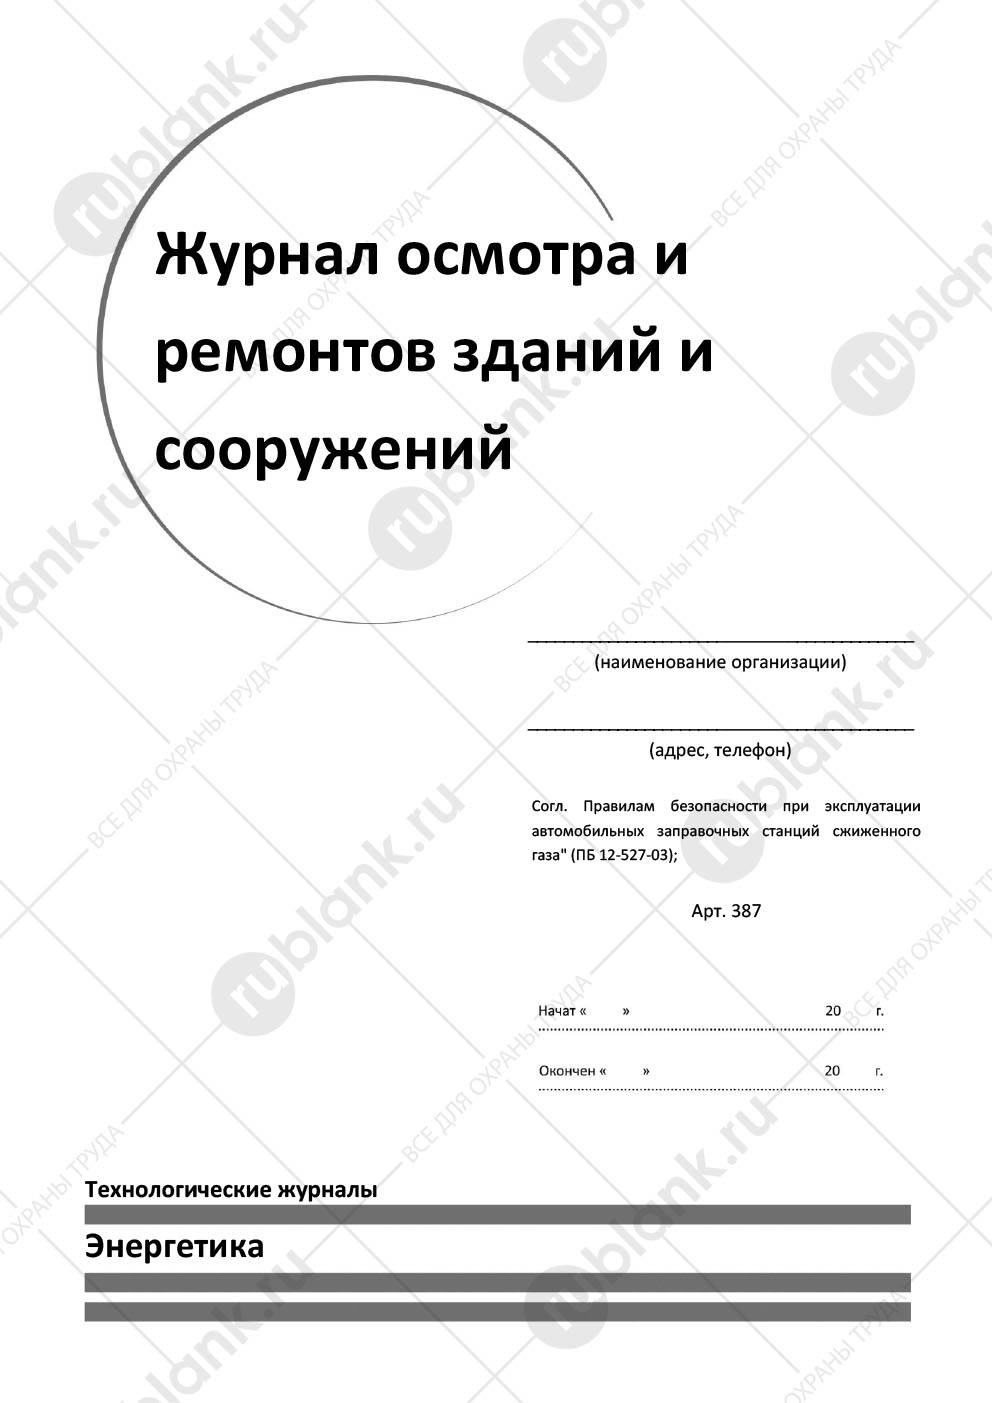 Журнал осмотра и
ремонтов зданий и
сооружений
(наименование организации)
(адрес, телефон)
Согл. Правилам безопасности при эксплуатации
автомобильных заправочных станций сжиженного
газа" (ПБ 12-527-03);
Арт. 387
Начат « » 20 г.
Окончен « » 20 г.
Технологические журналы
Энергетика
rublank.ru
ВСЕ ДЛЯ ОХРАНЫ ТРУДА